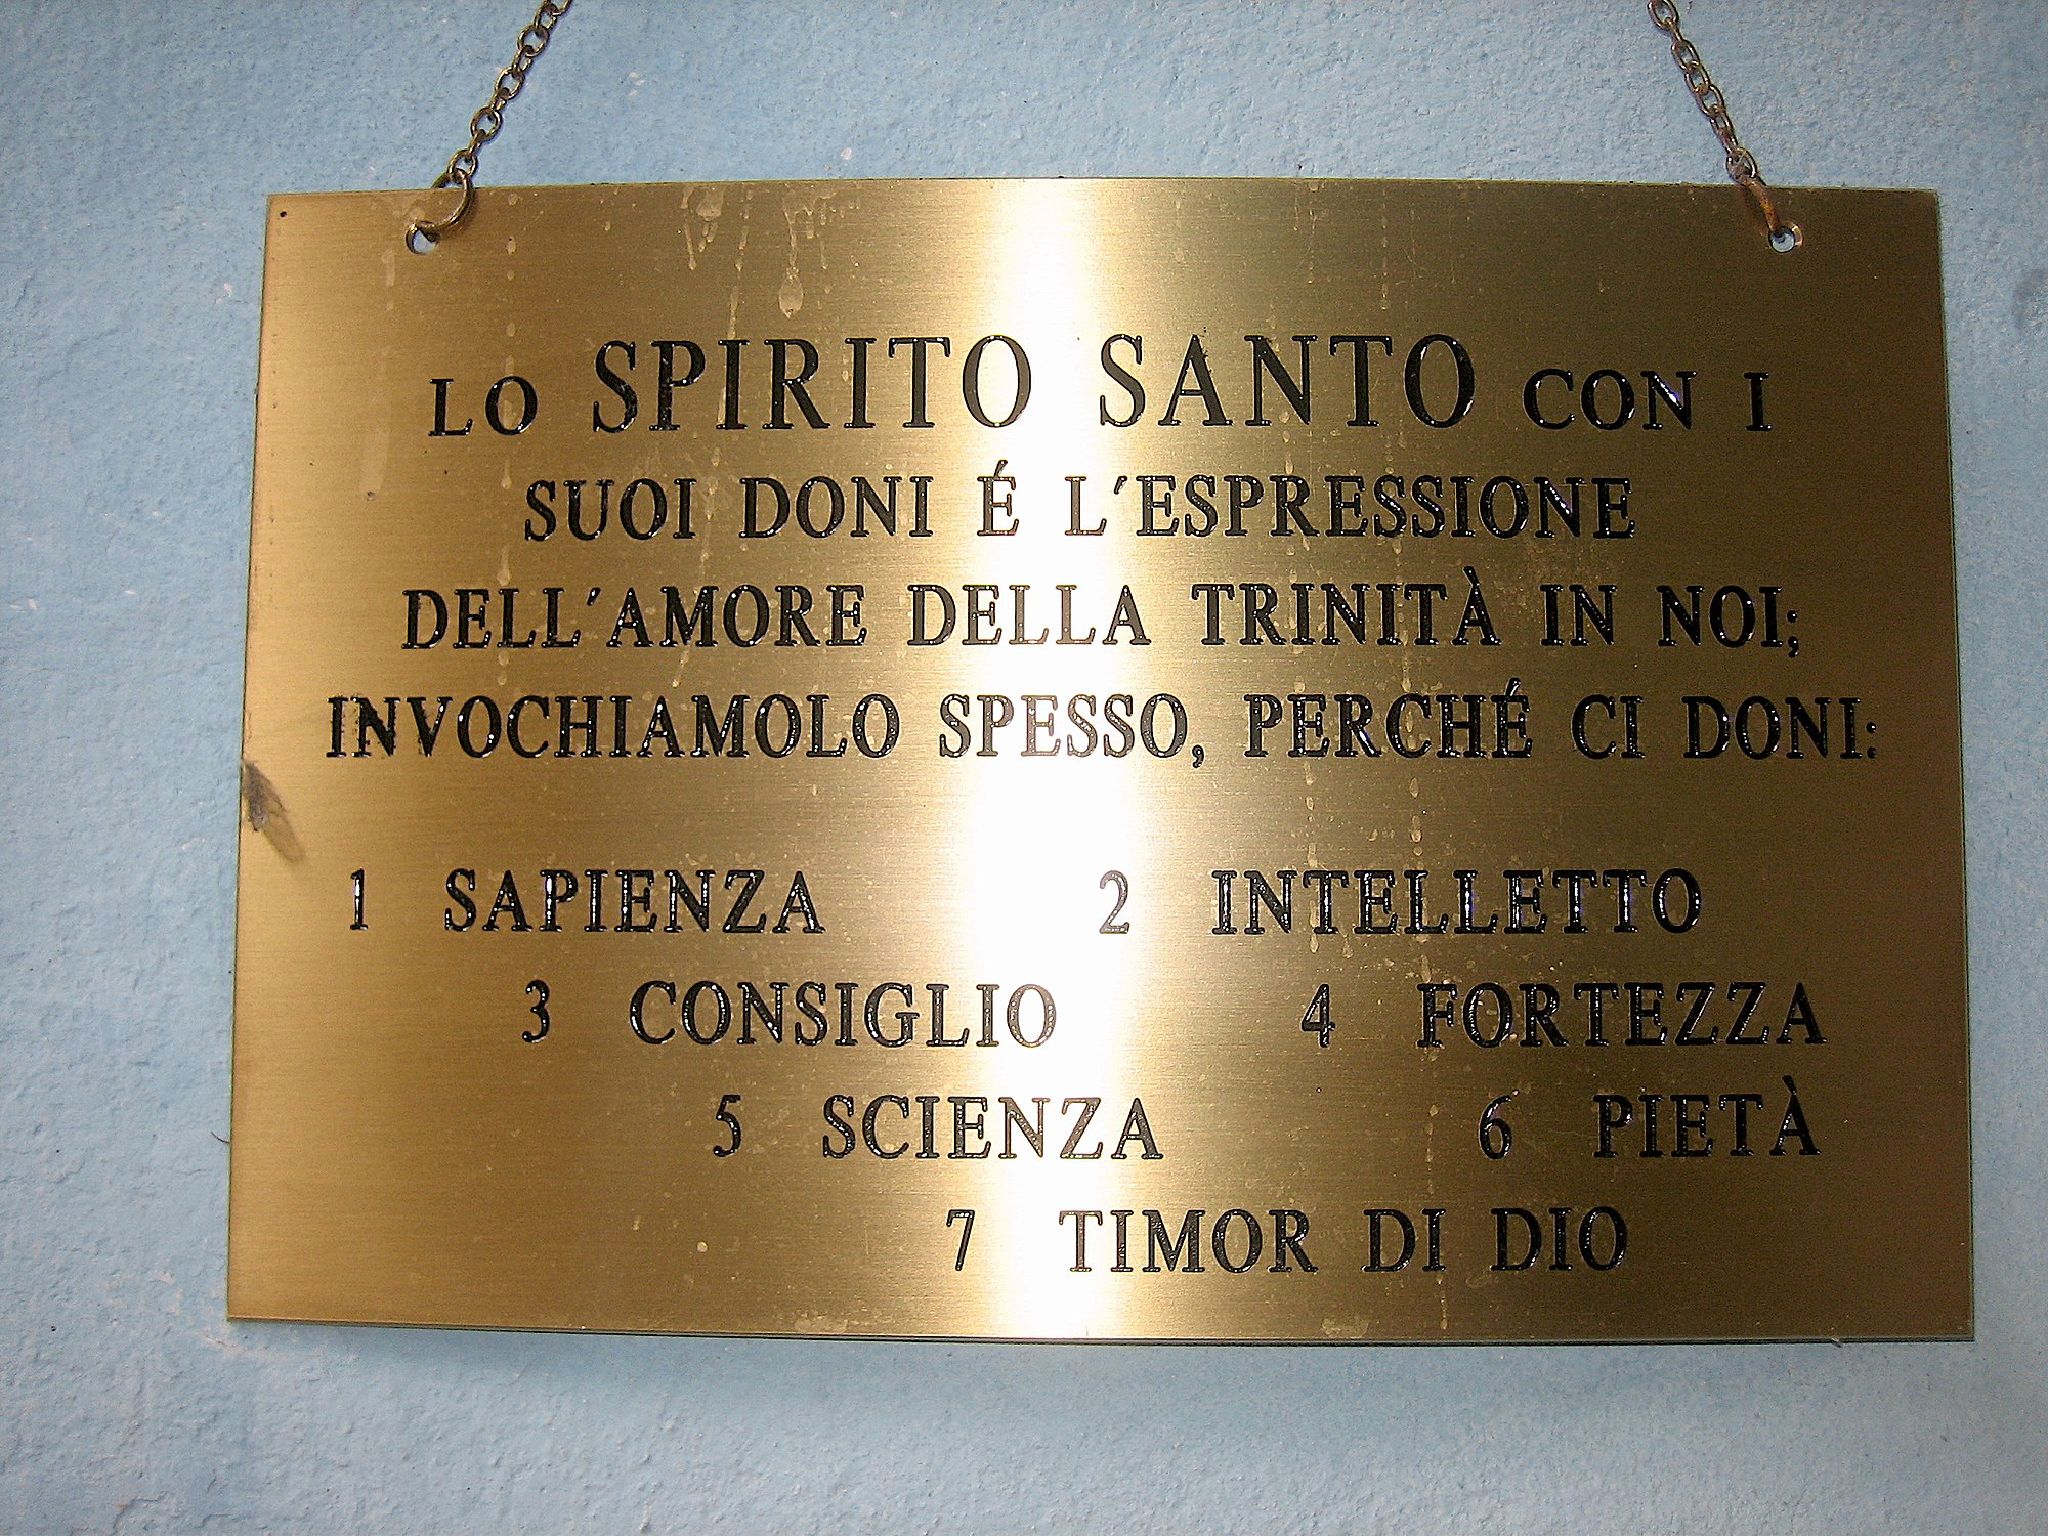 LO SPIRITO SANTO CON I
SUOI DONI É L´ESPRESSIONE
DELL´AMORE DELLA TRINITÀ IN NOI;
INVOCHIAMOLO SPESSO, PERCHÉ CI DONI:
1 SAPIENZA 2 INTELLETTO
3 CONSIGLIO 4 FORTEZZA
5 SCIENZA 6 PIETÀ
7 TIMOR DI DIO